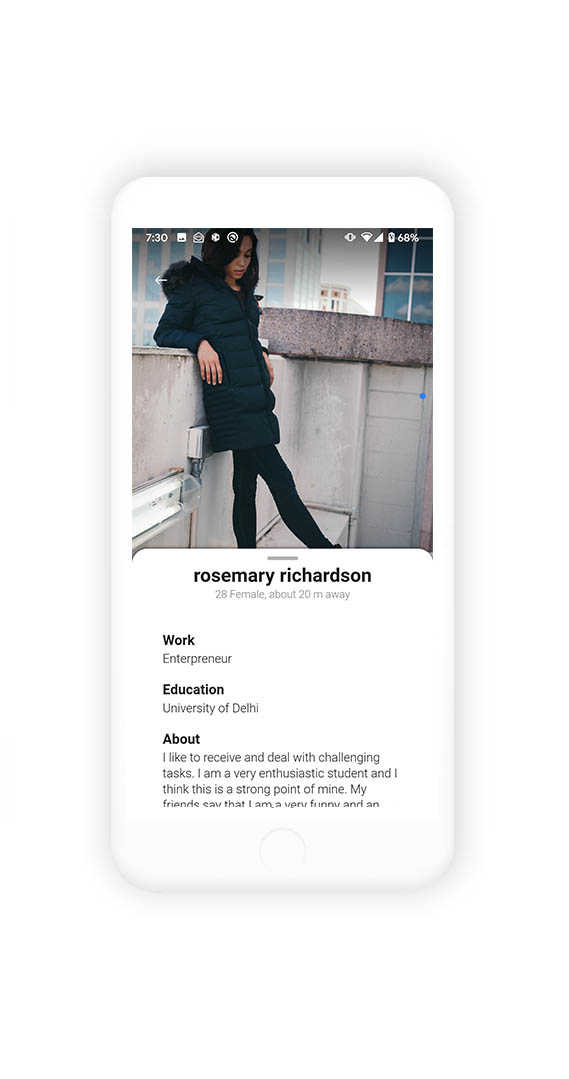 7:30 68%
rosemary richardson
28 Female, about 20 m away
Work
Enterpreneur
Education
University of Delhi
About
I like to receive and deal with challenging
tasks. I am a very enthusiastic student and I
think this is a strong point of mine. My
friends say that I am a very funny and an